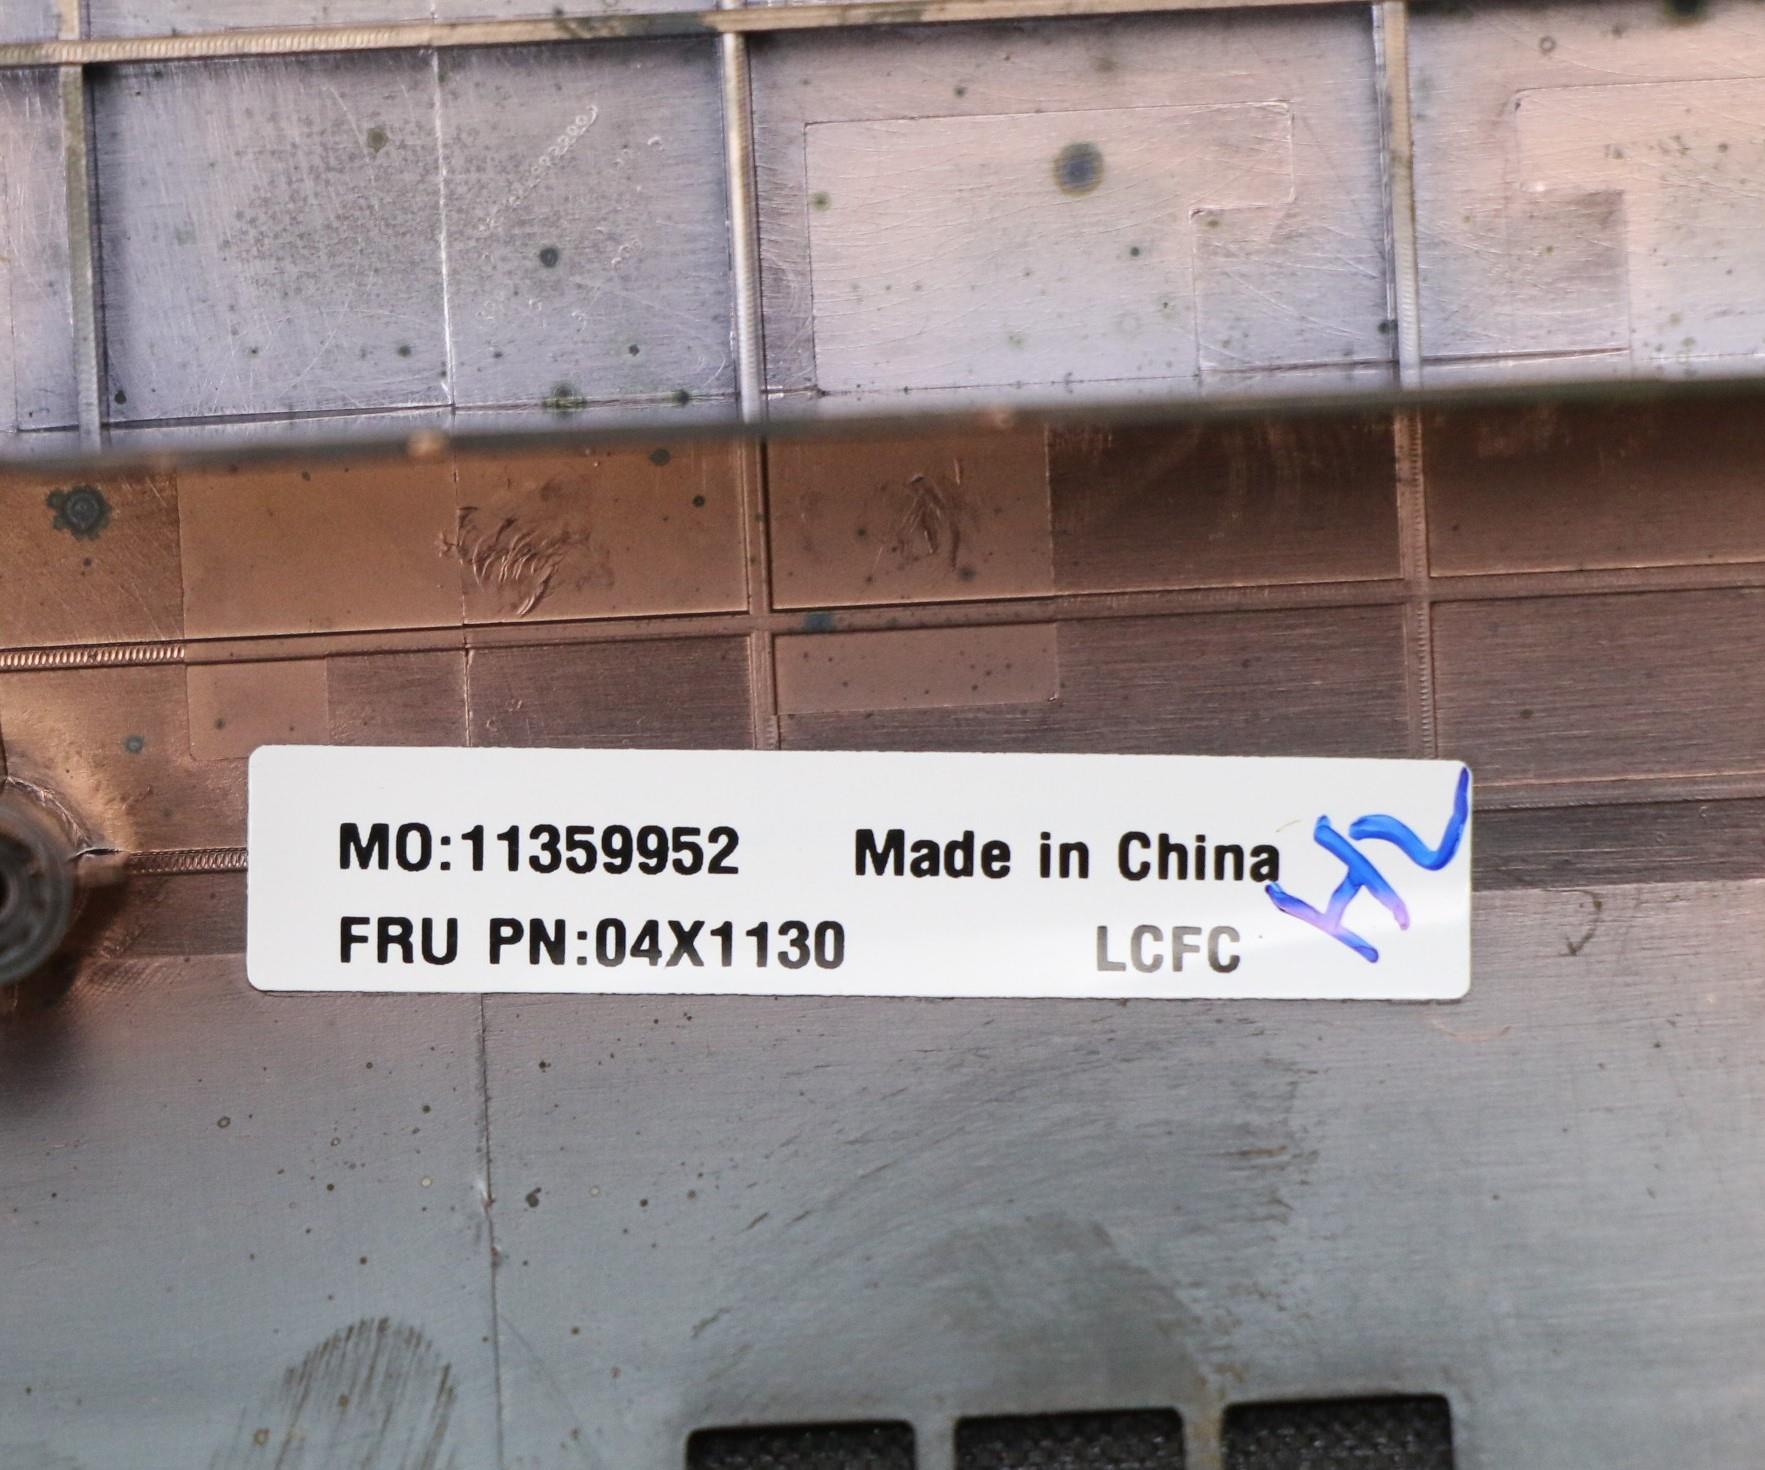 MO:11359952 Made in China
FRU PN:04X1130 LCFC